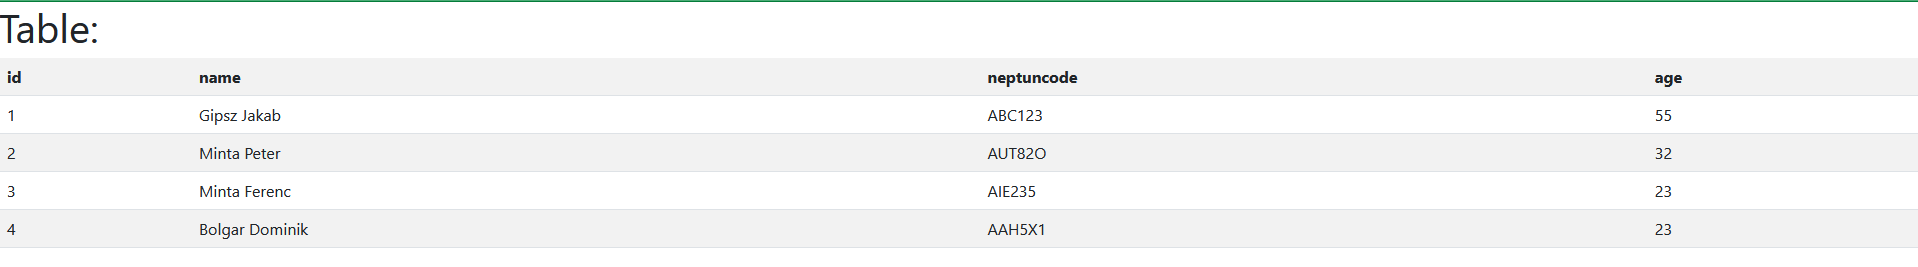 Table:
id name neptuncode age
1 Gipsz Jakab ABC123 55
2 Minta Peter AUT82O 32
3 Minta Ferenc AIE235 23
4 Bolgar Dominik AAH5X1 23